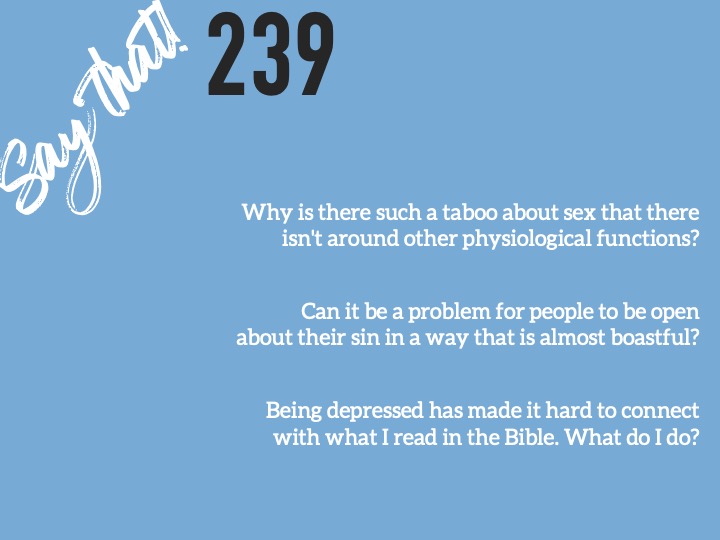 Say that!
239
Why is there such a taboo about sex that there
isn't around other physiological functions?
Can it be a problem for people to be open
about their sin in a way that is almost boastful?
Being depressed has made it hard to connect
with what I read in the Bible. What do I do?